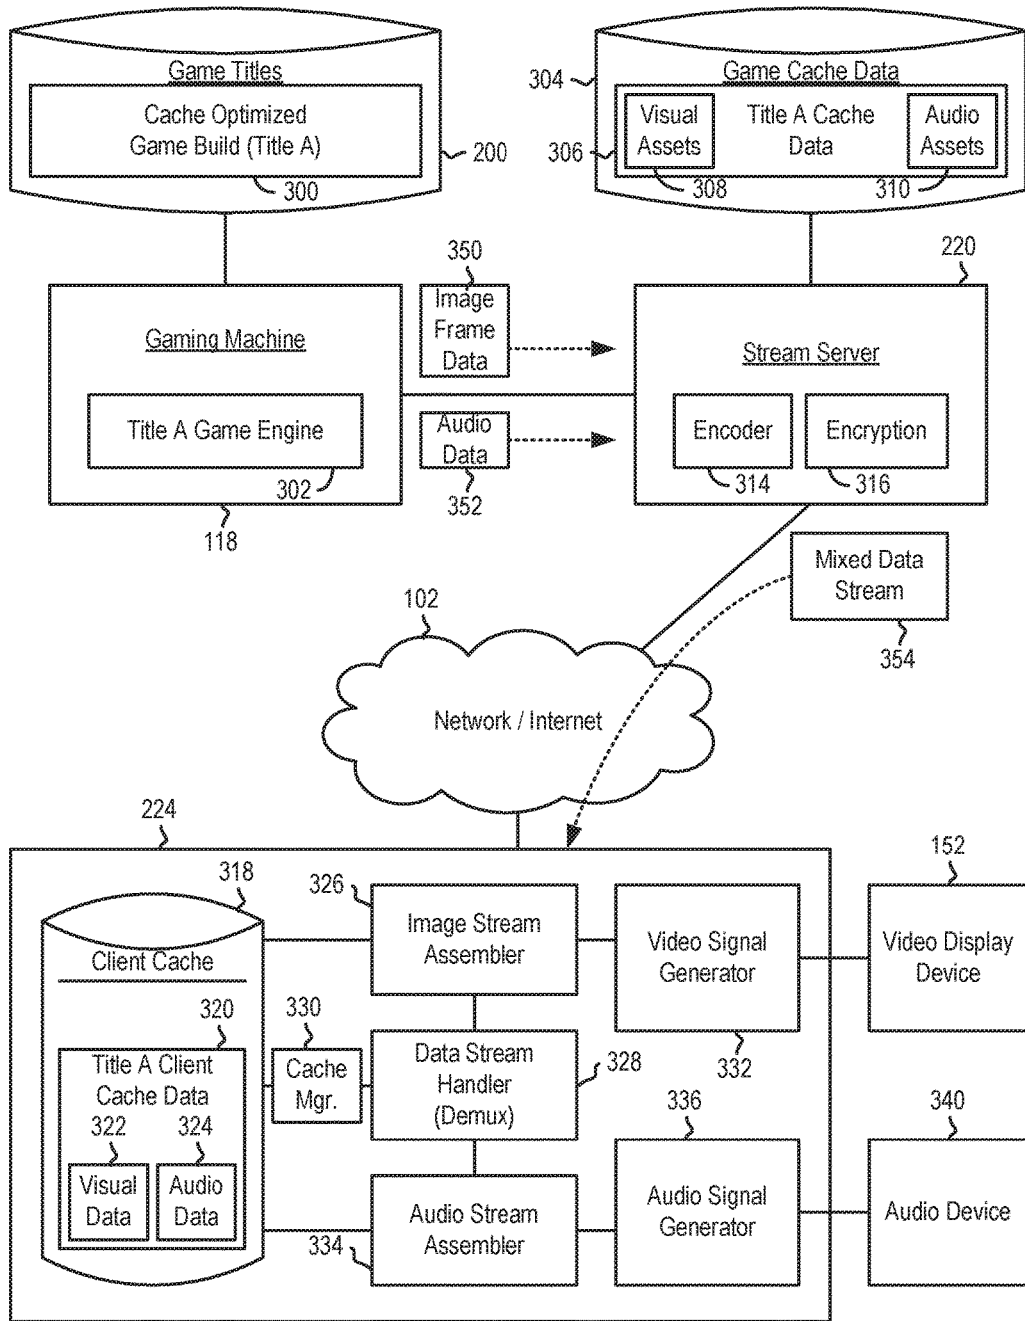 Game Titles
Cache Optimized
Game Build (Title A)
300
200
304
Game Cache Data
306
Visual
Assets
Title A Cache
Data
Audio
Assets
308
310
350
220
Gaming Machine
Image
Frame
Data
Stream Server
Title A Game Engine
302
Audio
Data
352
Encoder
314
Encryption
316
118
Mixed Data
Stream
354
102
Network / Internet
224
318
326
152
Client Cache
Image Stream
Assembler
Video Signal
Generator
Video Display
Device
320
330
Title A Client
Cache Data
Cache
Mgr.
Data Stream
Handler
(Demux)
328
332
322
324
336
340
Visual
Data
Audio
Data
Audio Stream
Assembler
334
Audio Signal
Generator
Audio Device